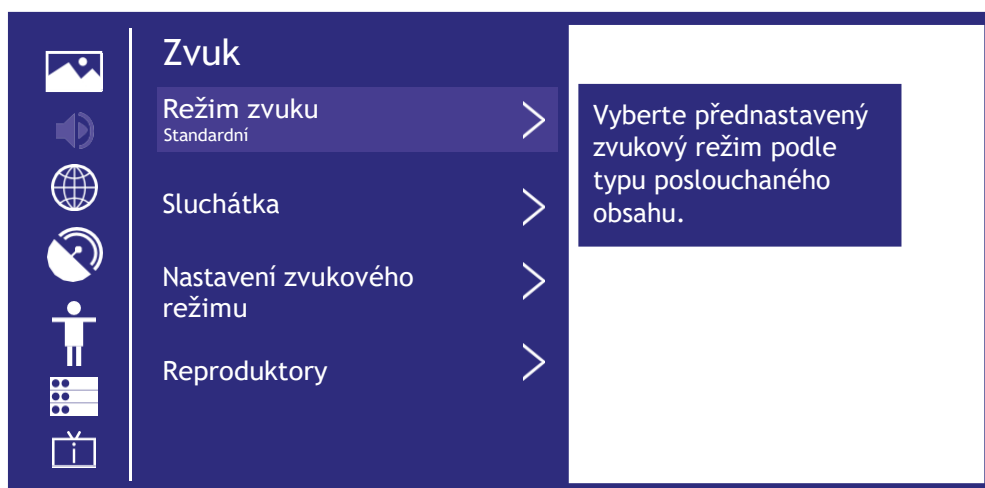 Zvuk
Režim zvuku
Standardní
Sluchátka
Nastavení zvukového
režimu
Reproduktory
Vyberte přednastavený
zvukový režim podle
typu poslouchaného
obsahu.
i